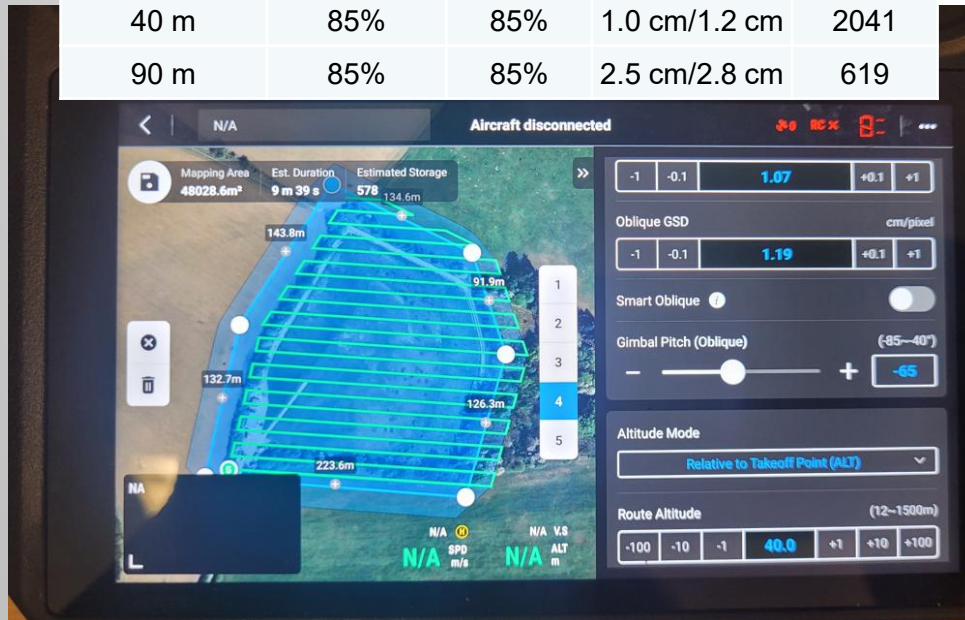 40 m 85% 85% 1.0 cm/1.2 cm 2041
90 m 85% 85% 2.5 cm/2.8 cm 619
N/A Aircraft disconnected RC
Mapping Area Est. Duration Estimated Storage
48028.6m² 9 m 39 s 578
134.6m
143.8m
91.9m
132.7m
126.3m
223.6m
S
1
2
3
4
5
NA
L
N/A H N/A V.S
N/A SPD m/s N/A ALT m
-1 -0.1 1.07 +0.1 +1
Oblique GSD cm/pixel
-1 -0.1 1.19 +0.1 +1
Smart Oblique i
Gimbal Pitch (Oblique) (-85~-40°)
− + -65
Altitude Mode
Relative to Takeoff Point (ALT)
Route Altitude (12~1500m)
-100 -10 -1 40.0 +1 +10 +100